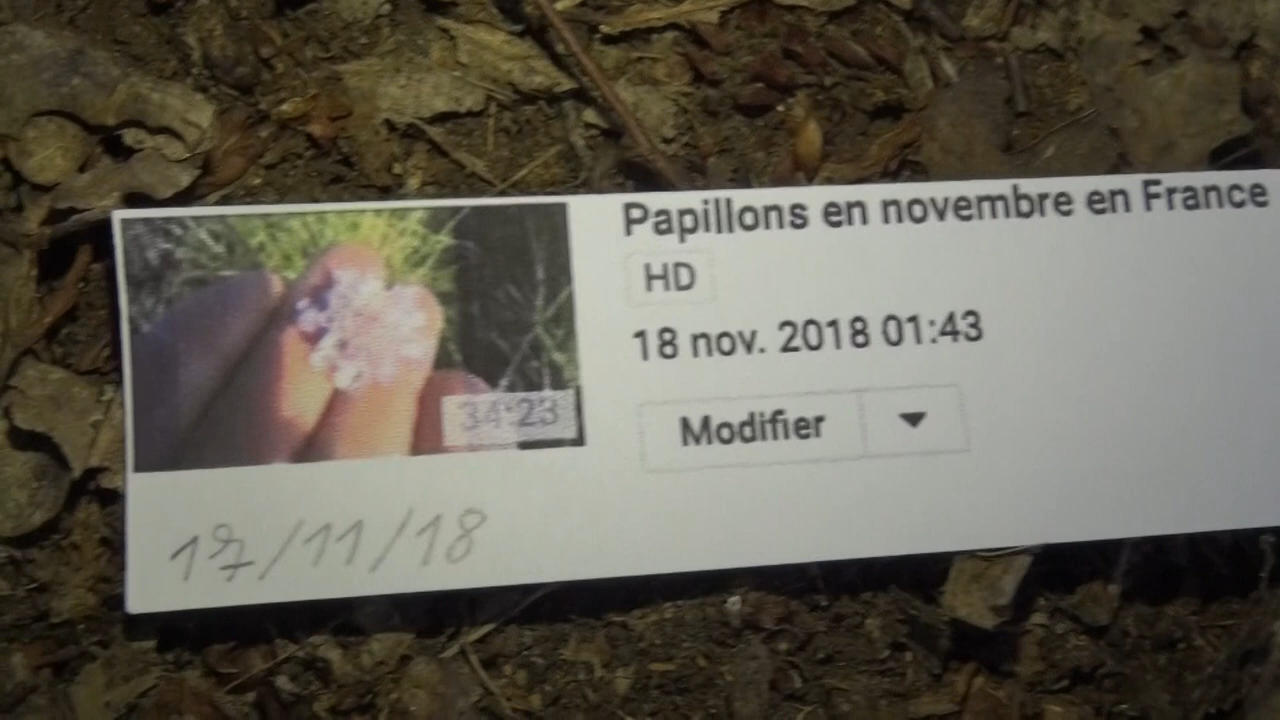 Papillons en novembre en France
HD
18 nov. 2018 01:43
34:23
Modifier
17/11/18